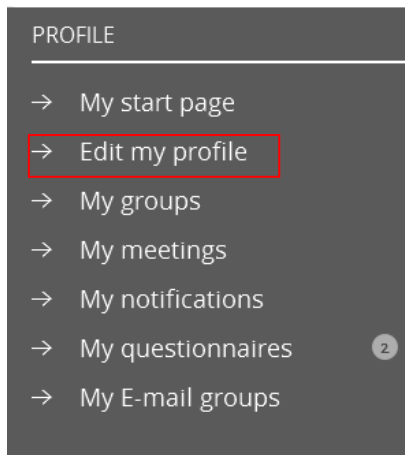 PROFILE
→ My start page
→ Edit my profile
→ My groups
→ My meetings
→ My notifications
→ My questionnaires 2
→ My E-mail groups